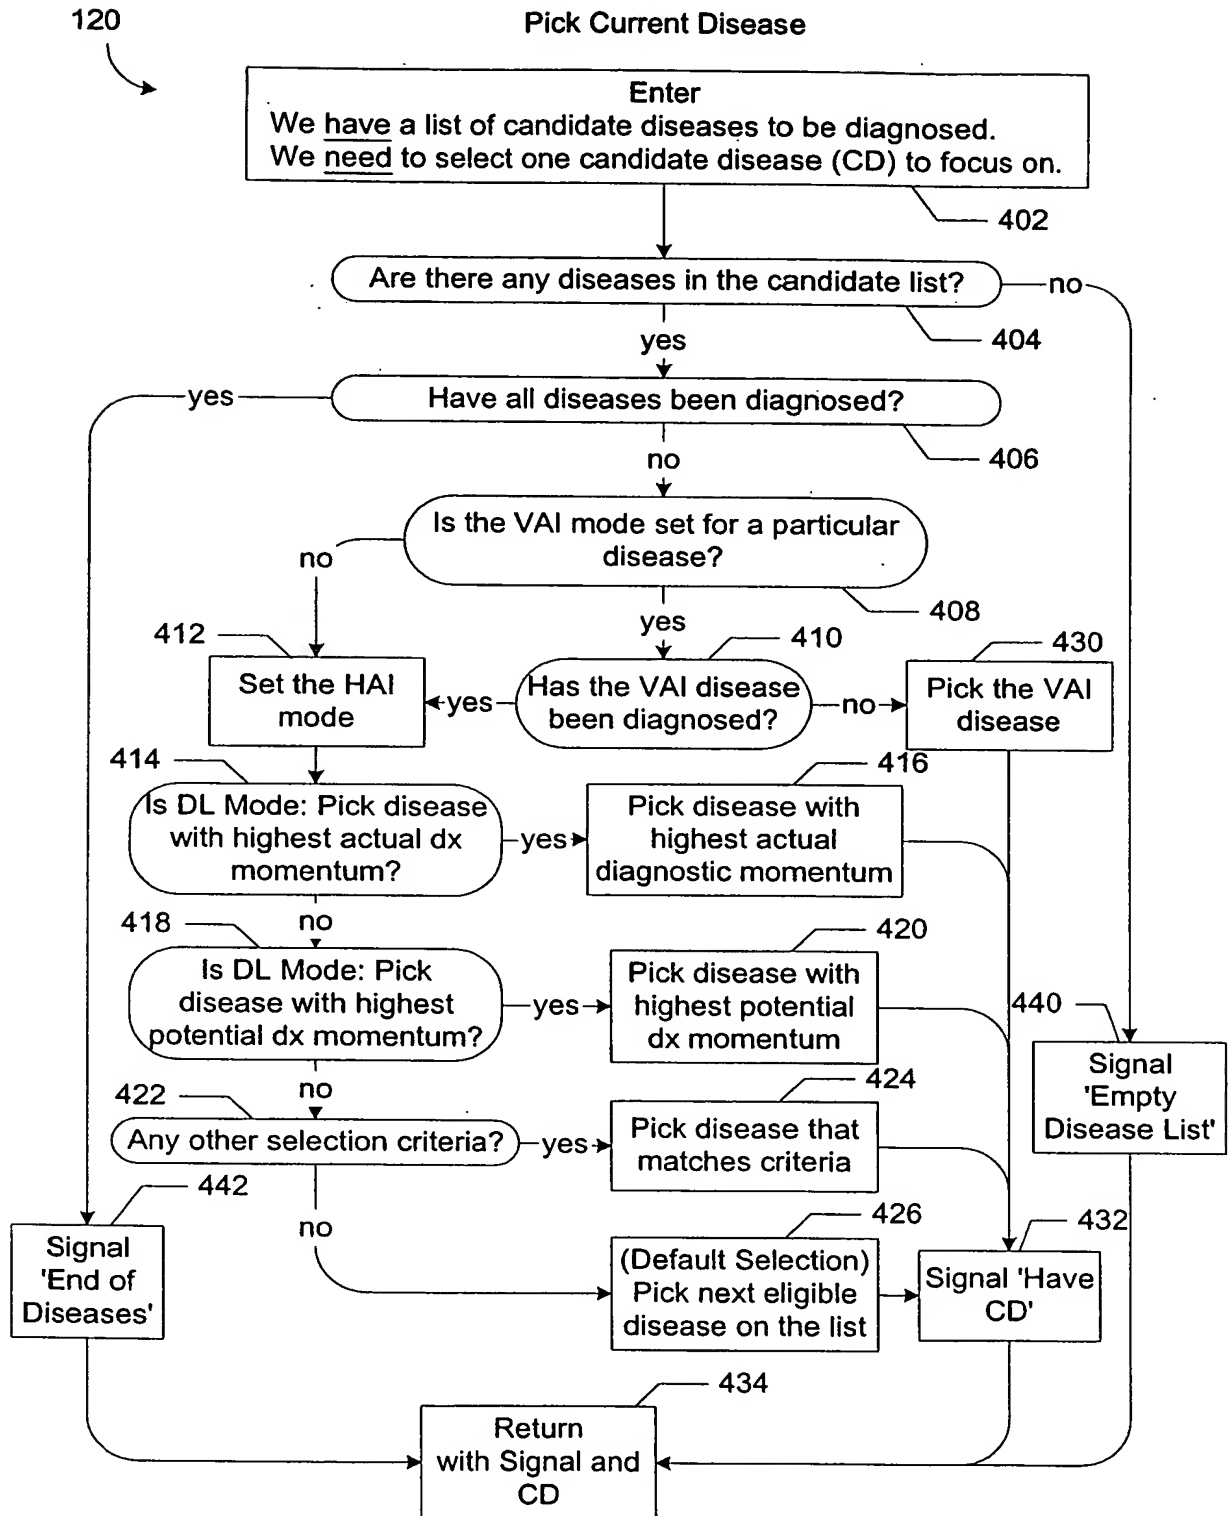 120
Pick Current Disease
Enter
We have a list of candidate diseases to be diagnosed.
We need to select one candidate disease (CD) to focus on.
402
Are there any diseases in the candidate list?
no
404
yes
yes
Have all diseases been diagnosed?
406
no
Is the VAI mode set for a particular
disease?
no
408
yes
412
410
430
Set the HAI
mode
yes
Has the VAI disease
been diagnosed?
no
Pick the VAI
disease
414
416
Is DL Mode: Pick disease
with highest actual dx
momentum?
yes
Pick disease with
highest actual
diagnostic momentum
no
418
420
Is DL Mode: Pick
disease with highest
potential dx momentum?
yes
Pick disease with
highest potential
dx momentum
440
Signal
'Empty
Disease List'
no
422
424
Any other selection criteria?
yes
Pick disease that
matches criteria
442
no
426
432
Signal
'End of
Diseases'
(Default Selection)
Pick next eligible
disease on the list
Signal 'Have
CD'
434
Return
with Signal and
CD